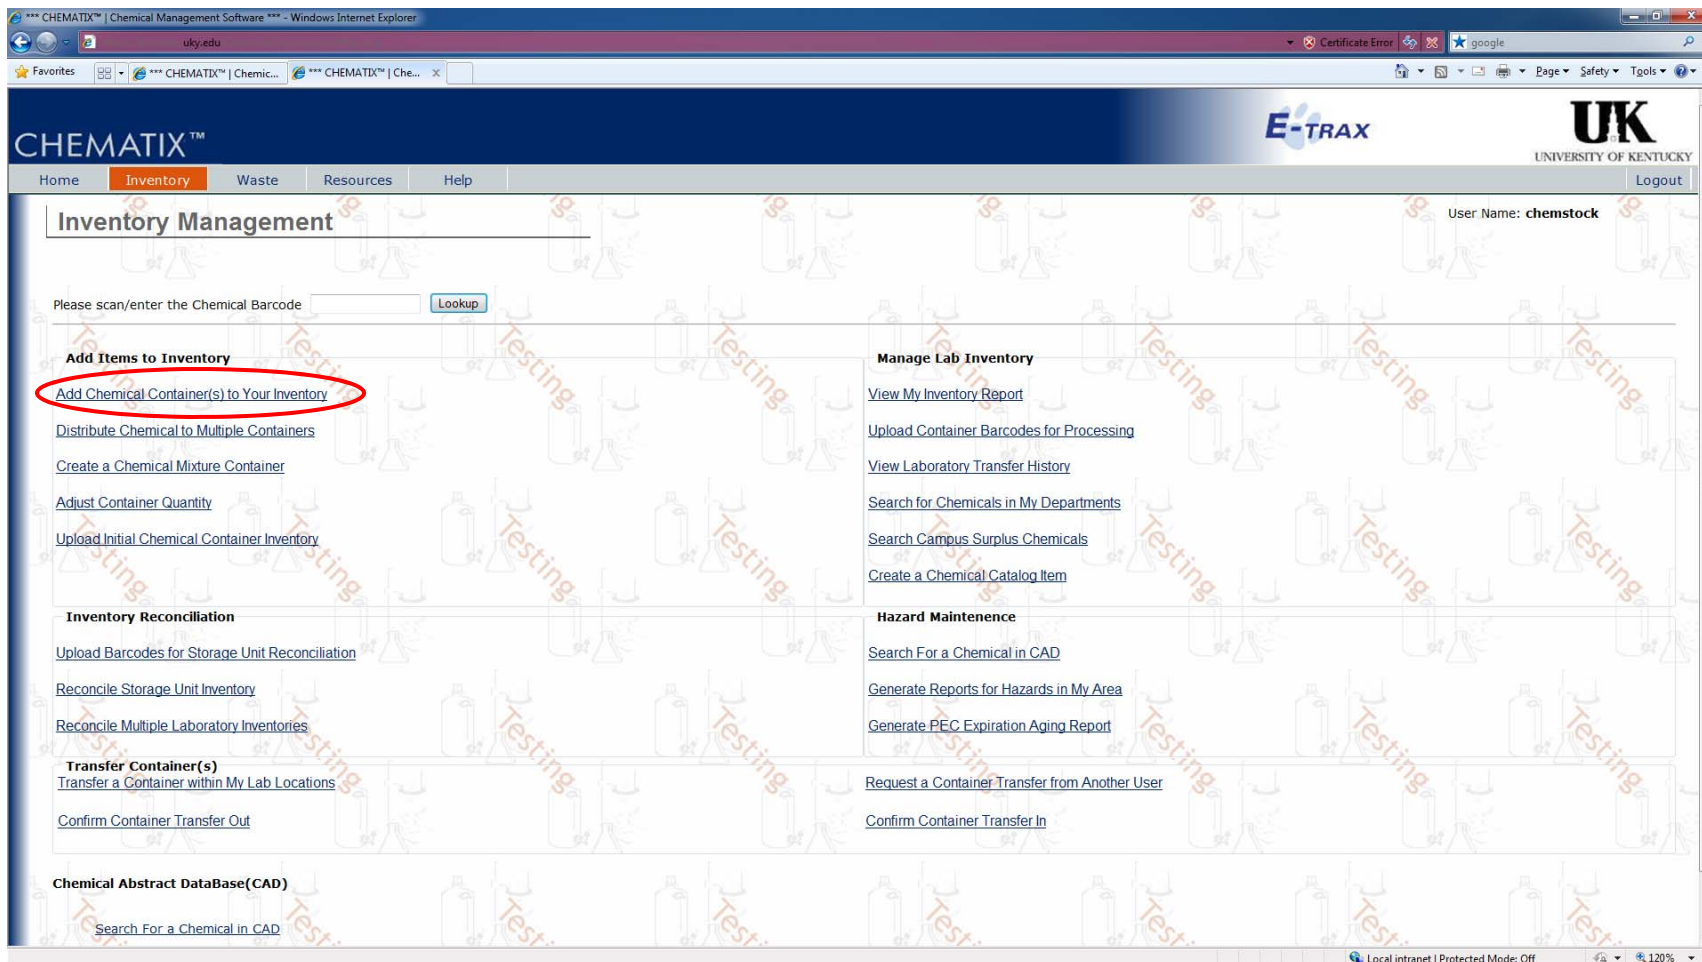 *** CHEMATIX™ | Chemical Management Software *** - Windows Internet Explorer
uky.edu
Certificate Error
google
Favorites
*** CHEMATIX™ | Chemic...
*** CHEMATIX™ | Che...
Page
Safety
Tools
CHEMATIX™
E-TRAX
UK
UNIVERSITY OF KENTUCKY
Home Inventory Waste Resources Help Logout
Inventory Management
User Name: chemstock
Please scan/enter the Chemical Barcode
Lookup
Add Items to Inventory
Add Chemical Container(s) to Your Inventory
Distribute Chemical to Multiple Containers
Create a Chemical Mixture Container
Adjust Container Quantity
Upload Initial Chemical Container Inventory
Manage Lab Inventory
View My Inventory Report
Upload Container Barcodes for Processing
View Laboratory Transfer History
Search for Chemicals in My Departments
Search Campus Surplus Chemicals
Create a Chemical Catalog Item
Inventory Reconciliation
Upload Barcodes for Storage Unit Reconciliation
Reconcile Storage Unit Inventory
Reconcile Multiple Laboratory Inventories
Hazard Maintenence
Search For a Chemical in CAD
Generate Reports for Hazards in My Area
Generate PEC Expiration Aging Report
Transfer Container(s)
Transfer a Container within My Lab Locations
Request a Container Transfer from Another User
Confirm Container Transfer Out
Confirm Container Transfer In
Chemical Abstract DataBase(CAD)
Search For a Chemical in CAD
Testing
Local intranet | Protected Mode: Off
120%